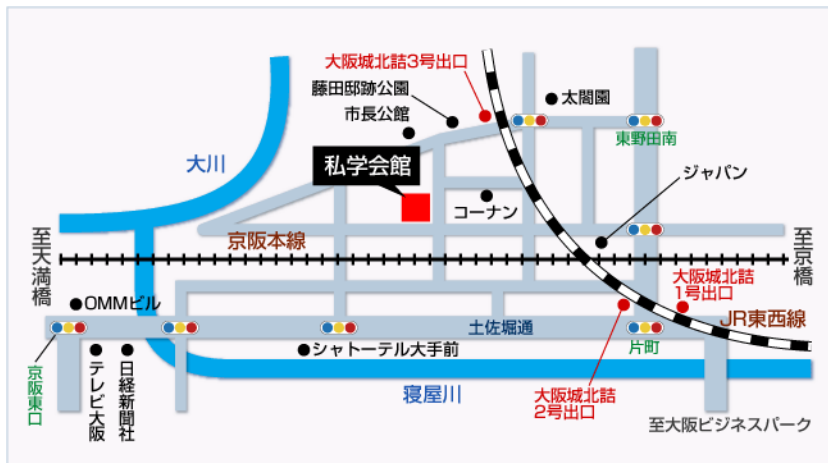 大阪城北詰3号出口
藤田邸跡公園
太閤園
市長公館
東野田南
大川
私学会館
ジャパン
コーナン
京阪本線
至大満橋
至京橋
大阪城北詰
1号出口
OMMビル
JR東西線
土佐堀通
片町
シャトーテル大手前
京阪東口
テレビ大阪
日経新聞社
寝屋川
大阪城北詰
2号出口
至大阪ビジネスパーク